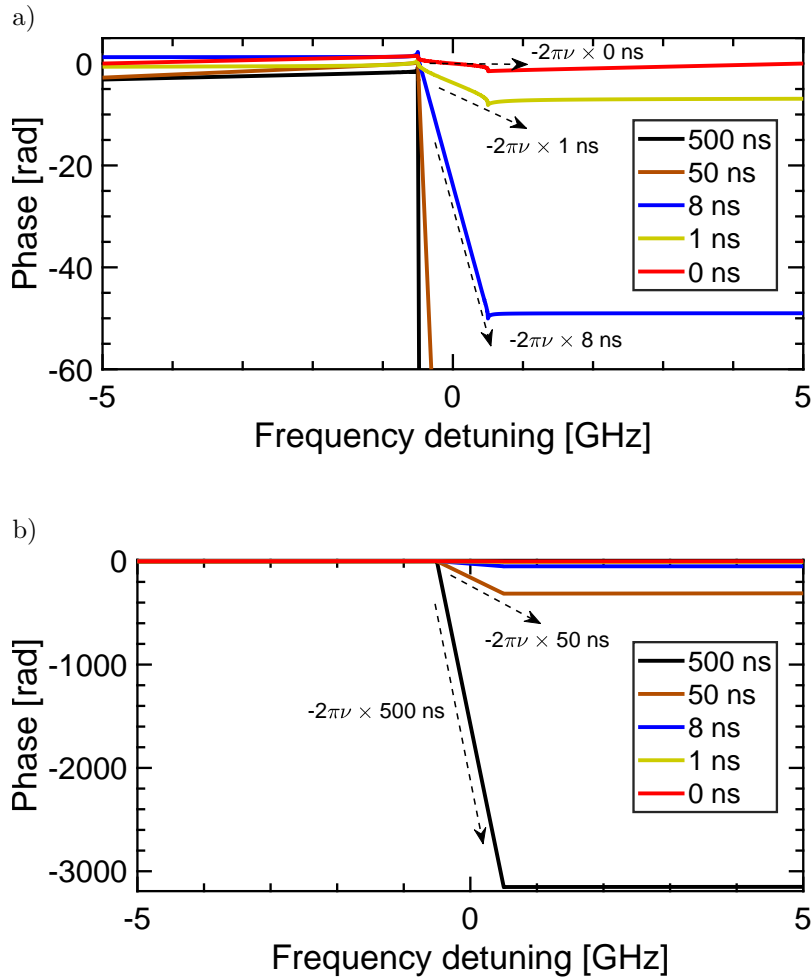 a)
0
-20
-40
-60
Phase [rad]
-5
0
5
Frequency detuning [GHz]
-2πν × 0 ns
-2πν × 1 ns
-2πν × 8 ns
500 ns
50 ns
8 ns
1 ns
0 ns
b)
0
-1000
-2000
-3000
Phase [rad]
-5
0
5
Frequency detuning [GHz]
-2πν × 50 ns
-2πν × 500 ns
500 ns
50 ns
8 ns
1 ns
0 ns